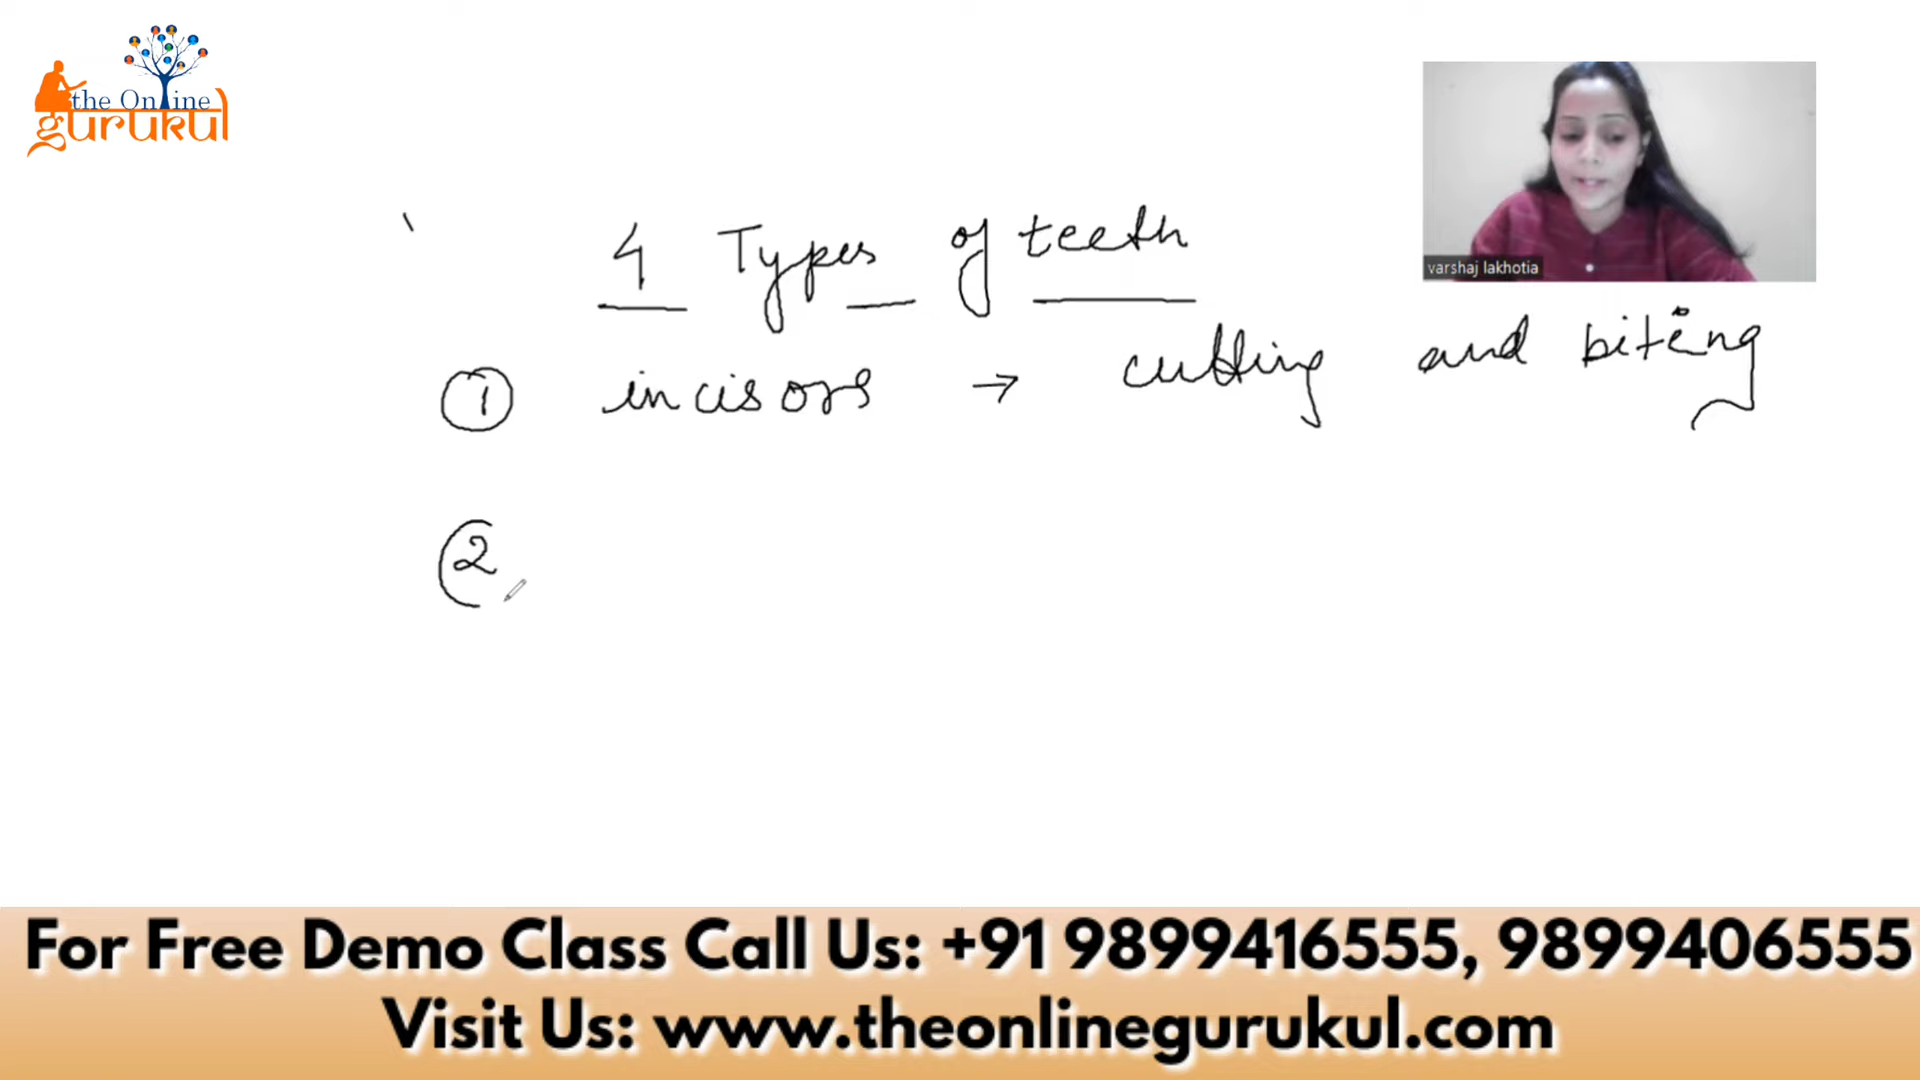 the Online
gurukul
varshaj lakhotia
4 Types of teeth
1 incisors → cutting and biting
2
For Free Demo Class Call Us: +91 9899416555, 9899406555
Visit Us: www.theonlinegurukul.com